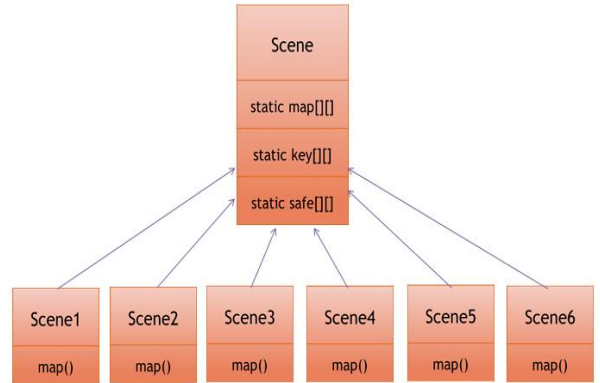 Scene
static map[][]
static key[][]
static safe[][]
Scene1
map()
Scene2
map()
Scene3
map()
Scene4
map()
Scene5
map()
Scene6
map()